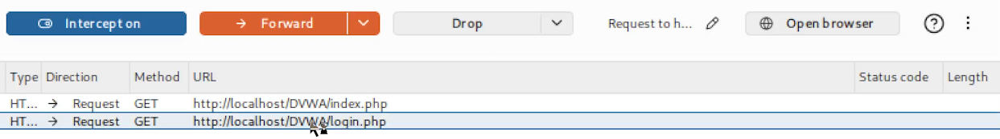 Intercept on Forward Drop Request to h... Open browser
Type Direction Method URL Status code Length
HT... → Request GET http://localhost/DVWA/index.php
HT... → Request GET http://localhost/DVWA/login.php